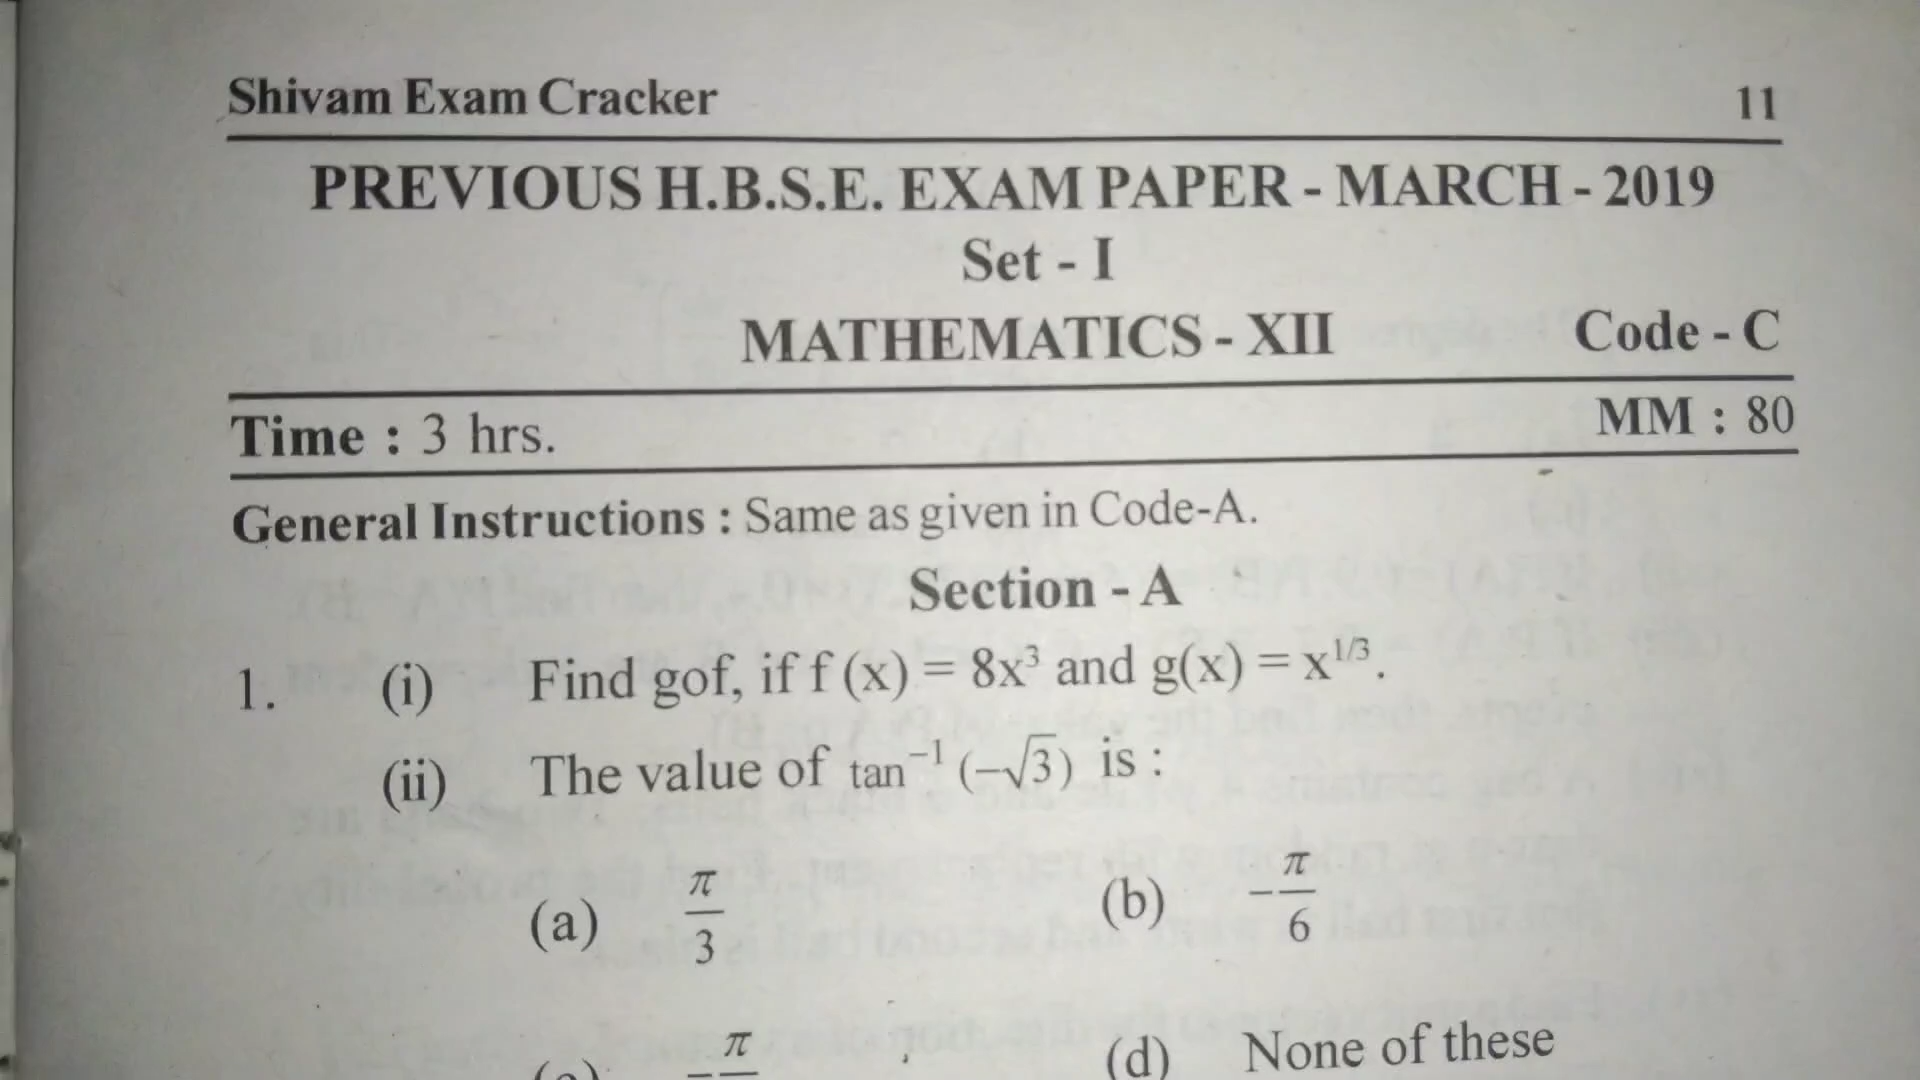 Shivam Exam Cracker 11
PREVIOUS H.B.S.E. EXAM PAPER - MARCH - 2019
Set - I
MATHEMATICS - XII Code - C
Time : 3 hrs. MM : 80
General Instructions : Same as given in Code-A.
Section - A
1. (i) Find gof, if f (x) = 8x³ and g(x) = x^{1/3}.
(ii) The value of tan⁻¹ (−√3) is :
(a) π/3 (b) −π/6
π (d) None of these